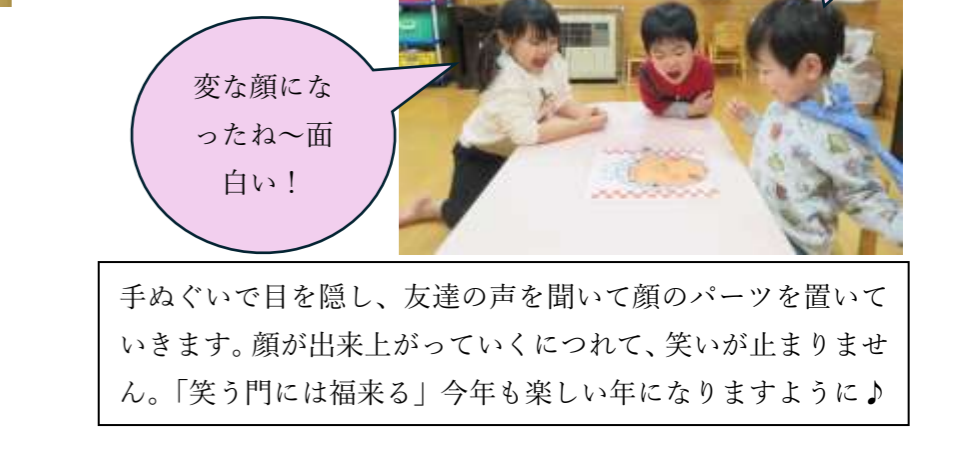 変な顔にな
ったね～面
白い！
手ぬぐいで目を隠し、友達の声を聞いて顔のパーツを置いて
いきます。顔が出来上がっていくにつれて、笑いが止まりませ
ん。「笑う門には福来る」今年も楽しい年になりますように♪